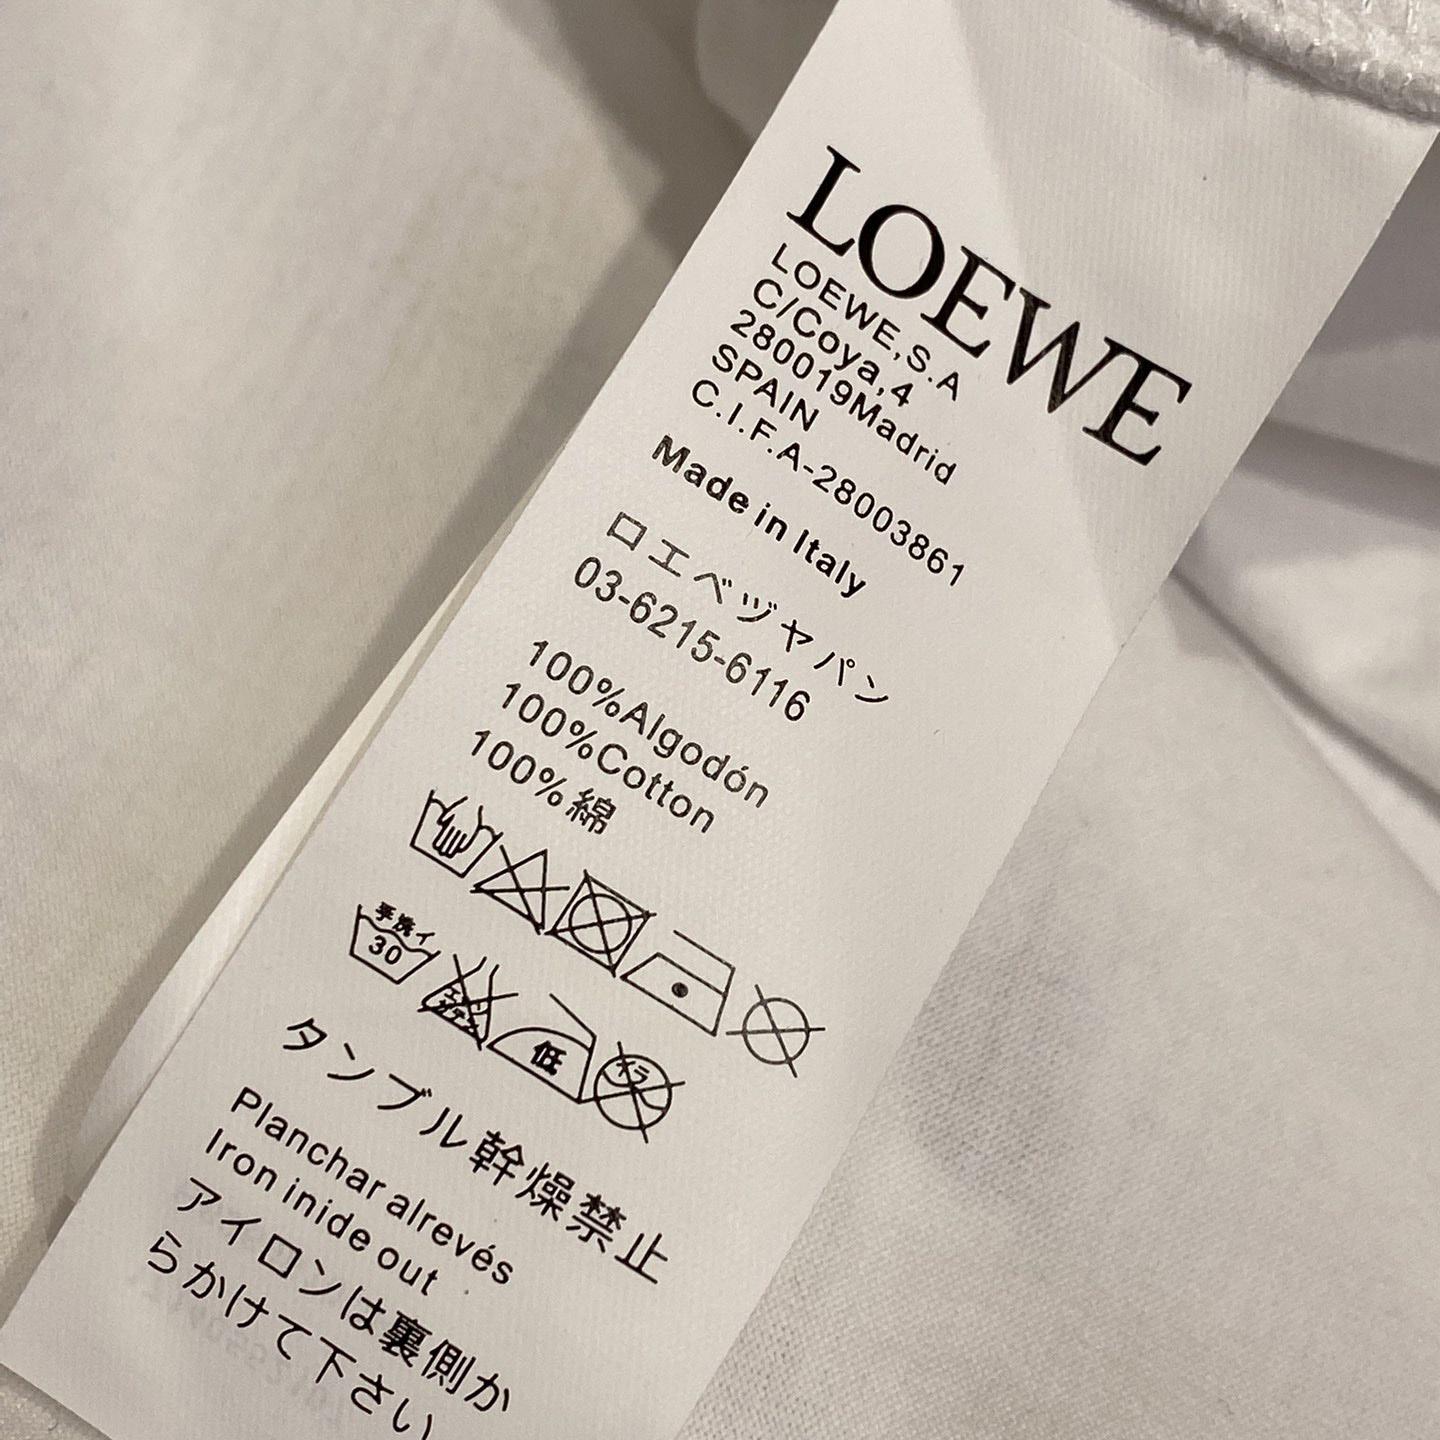 LOEWE
LOEWE,S.A
C/Coya,4
280019Madrid
SPAIN
C.I.F.A-28003861
Made in Italy
ロエベヅヤパン
03-6215-6116
100%Algodón
100%Cotton
100%綿
手洗イ
30
低
タンブル幹燥禁止
Planchar alrevés
Iron inide out
アイロンは裏側か
らかけて下さい